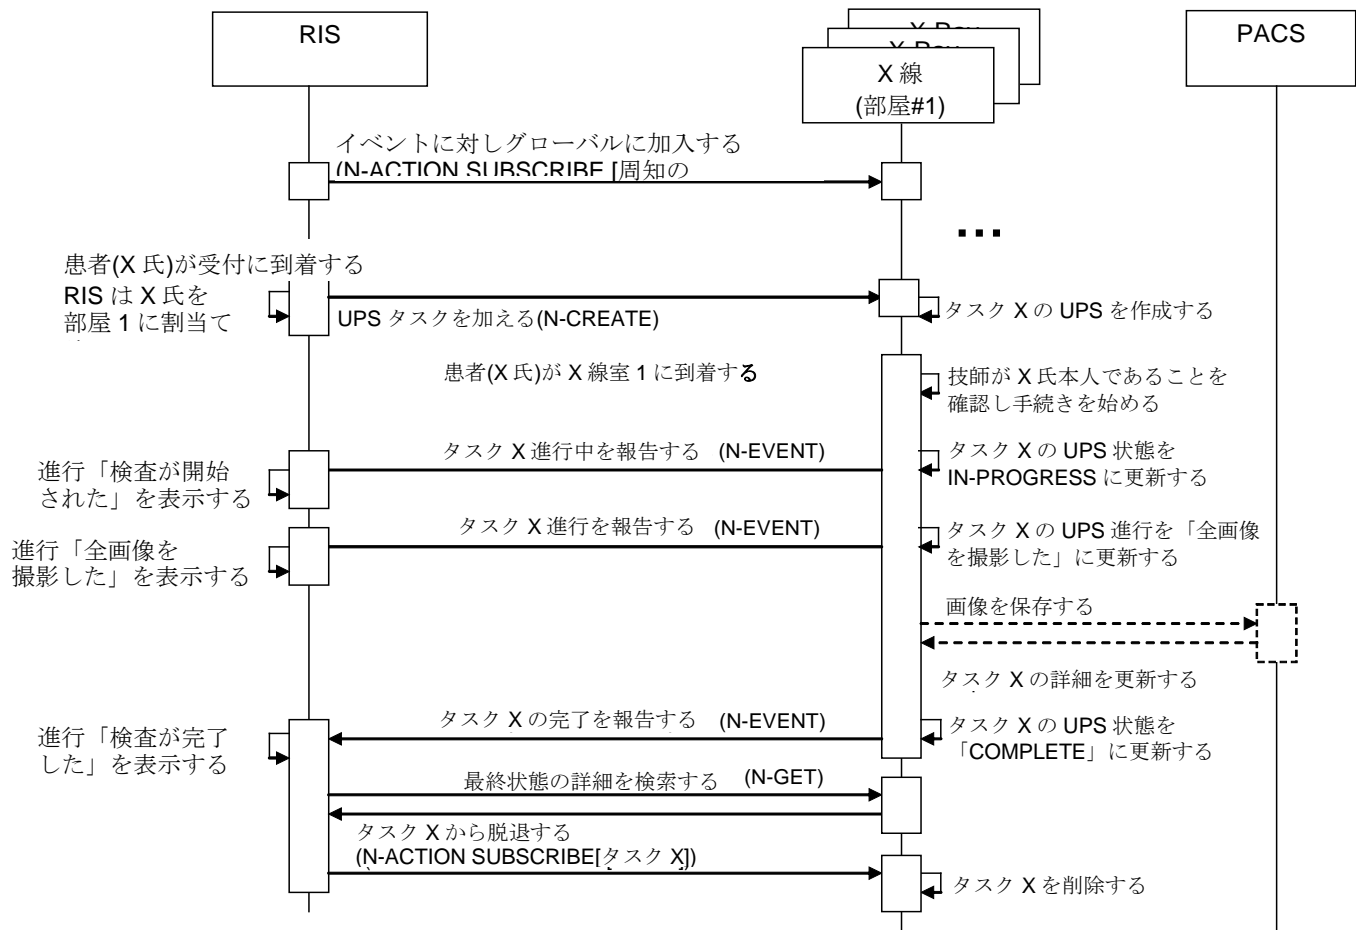 RIS
X-Ray
X-Ray
X 線
(部屋#1)
PACS
イベントに対しグローバルに加入する
(N-ACTION SUBSCRIBE [周知の
患者(X 氏)が受付に到着する
RIS は X 氏を
部屋 1 に割当て
UPS タスクを加える(N-CREATE)
タスク X の UPS を作成する
患者(X 氏)が X 線室 1 に到着する
技師が X 氏本人であることを
確認し手続きを始める
タスク X 進行中を報告する (N-EVENT)
タスク X の UPS 状態を
IN-PROGRESS に更新する
進行「検査が開始
された」を表示する
タスク X 進行を報告する (N-EVENT)
タスク X の UPS 進行を「全画像
を撮影した」に更新する
進行「全画像を
撮影した」を表示する
画像を保存する
タスク X の詳細を更新する
タスク X の完了を報告する (N-EVENT)
タスク X の UPS 状態を
「COMPLETE」に更新する
進行「検査が完了
した」を表示する
最終状態の詳細を検索する (N-GET)
タスク X から脱退する
(N-ACTION SUBSCRIBE[タスク X])
タスク X を削除する